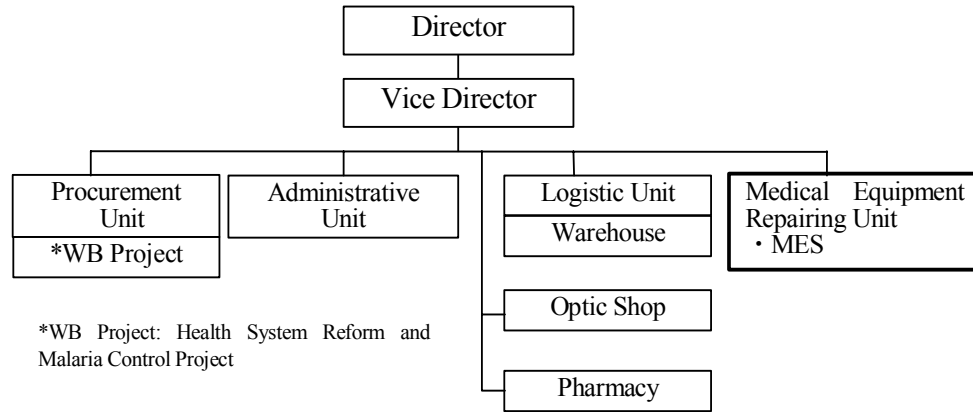 Director
Vice Director
Procurement
Unit
*WB Project
Administrative
Unit
Logistic Unit
Warehouse
Medical Equipment
Repairing Unit
・MES
Optic Shop
Pharmacy
*WB Project: Health System Reform and
Malaria Control Project